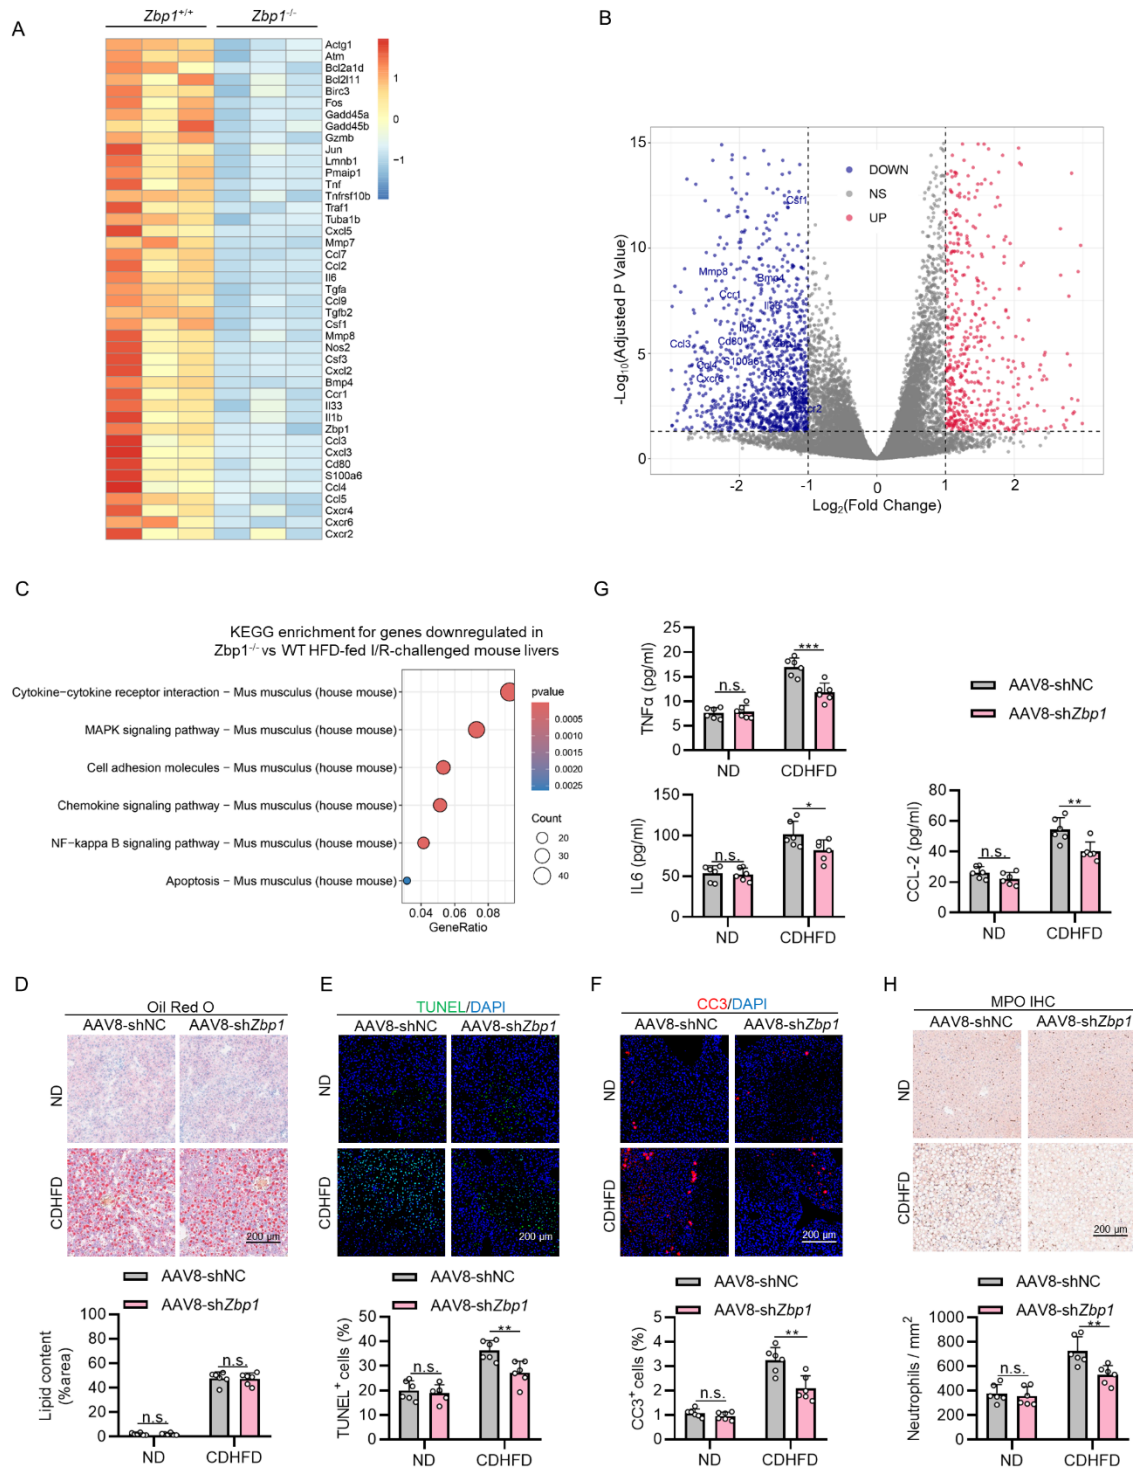 A
Zbp1+/+
Zbp1-/-
Actg1
Atm
Bcl2a1d
Bcl2l11
Birc3
Fos
Gadd45a
Gadd45b
Gzmb
Jun
Lmnb1
Pmaip1
Tnf
Tnfrsf10b
Traf1
Tuba1b
Cxcl5
Mmp7
Ccl7
Ccl2
Il6
Tgfa
Ccl9
Tgfb2
Csf1
Mmp8
Nos2
Csf3
Cxcl2
Bmp4
Ccr1
Il33
Il1b
Zbp1
Ccl3
Cxcl3
Cd80
S100a6
Ccl4
Ccl5
Cxcr4
Cxcr6
Cxcr2
1
0
−1
B
15
10
5
0
-Log10(Adjusted P Value)
DOWN
NS
UP
Csf1
Mmp8
Bmp4
Ccr1
Cd80
Ccl3
S100a6
Cxcr6
-2
-1
0
1
2
Log2(Fold Change)
C
KEGG enrichment for genes downregulated in
Zbp1-/- vs WT HFD-fed I/R-challenged mouse livers
Cytokine−cytokine receptor interaction − Mus musculus (house mouse)
MAPK signaling pathway − Mus musculus (house mouse)
Cell adhesion molecules − Mus musculus (house mouse)
Chemokine signaling pathway − Mus musculus (house mouse)
NF−kappa B signaling pathway − Mus musculus (house mouse)
Apoptosis − Mus musculus (house mouse)
0.04 0.06 0.08
GeneRatio
pvalue
0.0005
0.0010
0.0015
0.0020
0.0025
Count
20
30
40
G
TNFα (pg/ml)
25
20
15
10
5
0
n.s.
***
ND
CDHFD
AAV8-shNC
AAV8-shZbp1
IL6 (pg/ml)
150
100
50
0
n.s.
*
ND
CDHFD
CCL-2 (pg/ml)
80
60
40
20
0
n.s.
**
ND
CDHFD
D
Oil Red O
AAV8-shNC
AAV8-shZbp1
ND
CDHFD
200 µm
AAV8-shNC
AAV8-shZbp1
Lipid content
(%area)
100
80
60
40
20
0
n.s.
n.s.
ND
CDHFD
E
TUNEL/DAPI
AAV8-shNC
AAV8-shZbp1
ND
CDHFD
200 µm
AAV8-shNC
AAV8-shZbp1
TUNEL+ cells (%)
50
40
30
20
10
0
n.s.
**
ND
CDHFD
F
CC3/DAPI
AAV8-shNC
AAV8-shZbp1
ND
CDHFD
200 µm
AAV8-shNC
AAV8-shZbp1
CC3+ cells (%)
5
4
3
2
1
0
n.s.
**
ND
CDHFD
H
MPO IHC
AAV8-shNC
AAV8-shZbp1
ND
CDHFD
200 µm
AAV8-shNC
AAV8-shZbp1
Neutrophils / mm2
1000
800
600
400
200
0
n.s.
**
ND
CDHFD